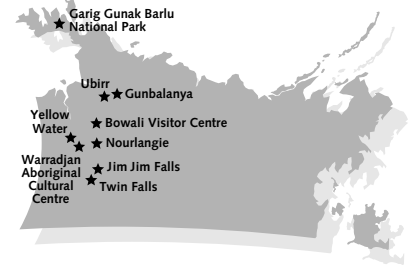 Garig Gunak Barlu
National Park
Ubirr
Gunbalanya
Yellow
Water
Bowali Visitor Centre
Nourlangie
Warradjan
Aboriginal
Cultural
Centre
Jim Jim Falls
Twin Falls